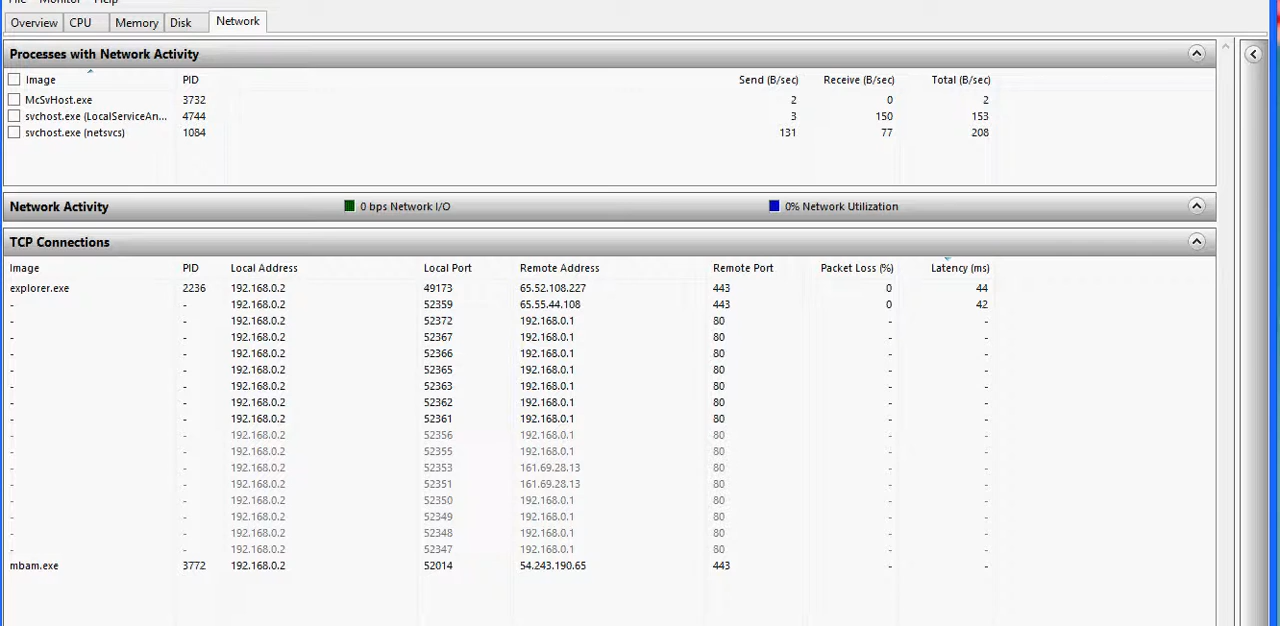 File Monitor Help
Overview CPU Memory Disk Network
Processes with Network Activity
Image PID Send (B/sec) Receive (B/sec) Total (B/sec)
McSvHost.exe 3732 2 0 2
svchost.exe (LocalServiceAn... 4744 3 150 153
svchost.exe (netsvcs) 1084 131 77 208
Network Activity 0 bps Network I/O 0% Network Utilization
TCP Connections
Image PID Local Address Local Port Remote Address Remote Port Packet Loss (%) Latency (ms)
explorer.exe 2236 192.168.0.2 49173 65.52.108.227 443 0 44
- - 192.168.0.2 52359 65.55.44.108 443 0 42
- - 192.168.0.2 52372 192.168.0.1 80 - -
- - 192.168.0.2 52367 192.168.0.1 80 - -
- - 192.168.0.2 52366 192.168.0.1 80 - -
- - 192.168.0.2 52365 192.168.0.1 80 - -
- - 192.168.0.2 52363 192.168.0.1 80 - -
- - 192.168.0.2 52362 192.168.0.1 80 - -
- - 192.168.0.2 52361 192.168.0.1 80 - -
- - 192.168.0.2 52356 192.168.0.1 80 - -
- - 192.168.0.2 52355 192.168.0.1 80 - -
- - 192.168.0.2 52353 161.69.28.13 80 - -
- - 192.168.0.2 52351 161.69.28.13 80 - -
- - 192.168.0.2 52350 192.168.0.1 80 - -
- - 192.168.0.2 52349 192.168.0.1 80 - -
- - 192.168.0.2 52348 192.168.0.1 80 - -
- - 192.168.0.2 52347 192.168.0.1 80 - -
mbam.exe 3772 192.168.0.2 52014 54.243.190.65 443 - -